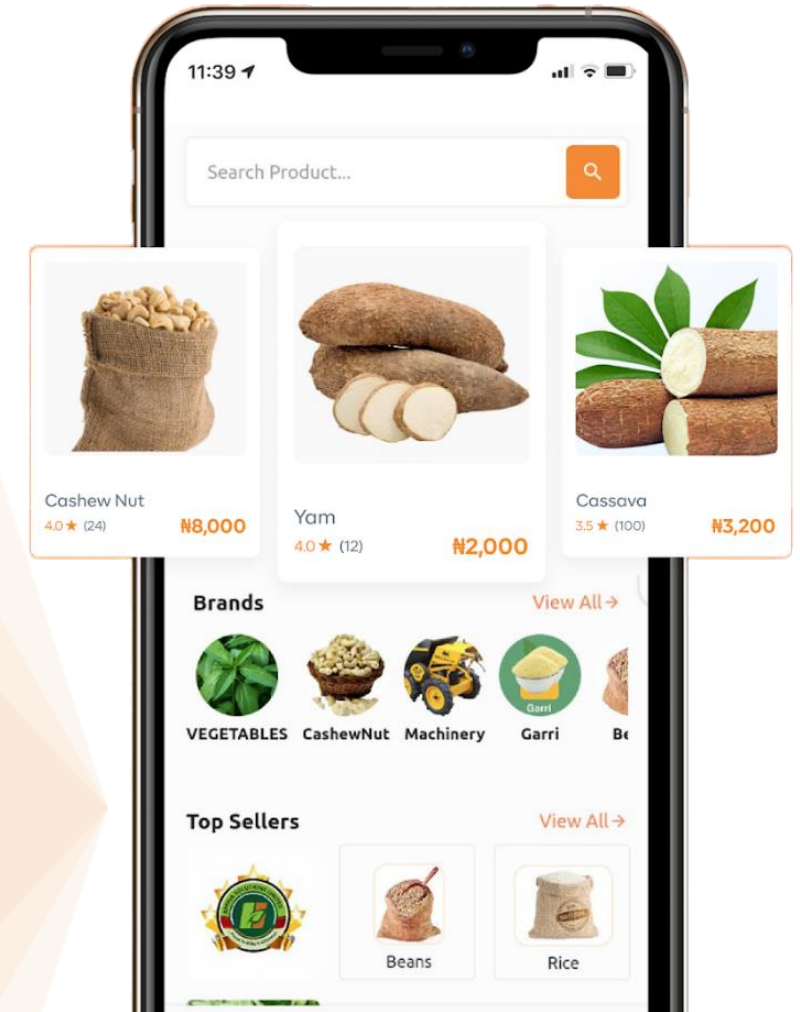 11:39
Search Product...
Cashew Nut
4.0 ★ (24)
₦8,000
Yam
4.0 ★ (12)
₦2,000
Cassava
3.5 ★ (100)
₦3,200
Brands
View All →
VEGETABLES
CashewNut
Machinery
Garri
Garri
Be
Top Sellers
View All →
Beans
Rice